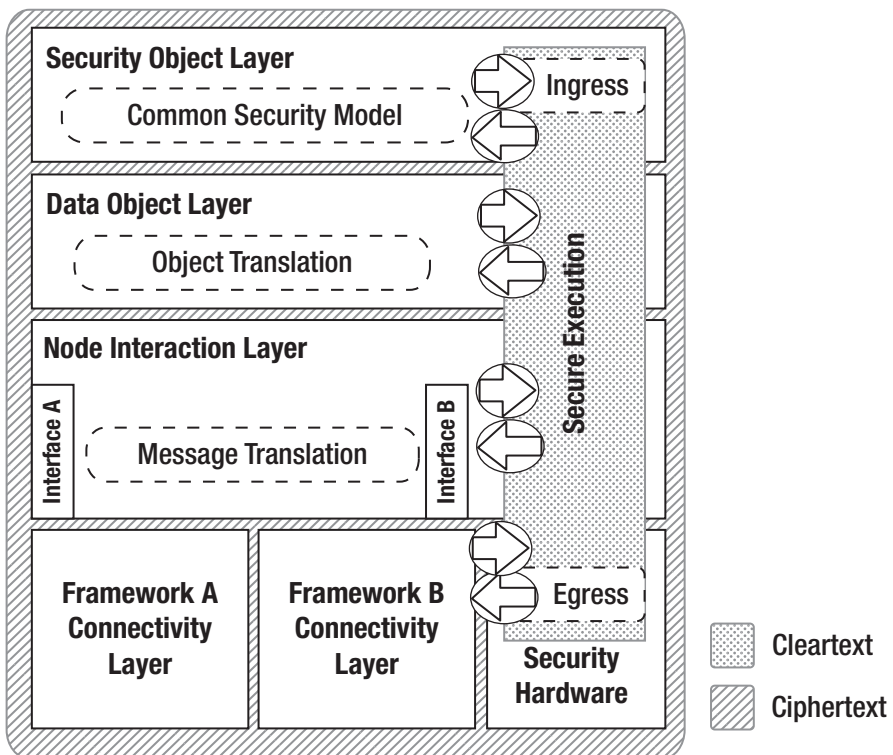 Security Object Layer
Common Security Model
Ingress
Data Object Layer
Object Translation
Secure Execution
Node Interaction Layer
Interface A
Message Translation
Interface B
Framework A
Connectivity
Layer
Framework B
Connectivity
Layer
Egress
Security
Hardware
Cleartext
Ciphertext